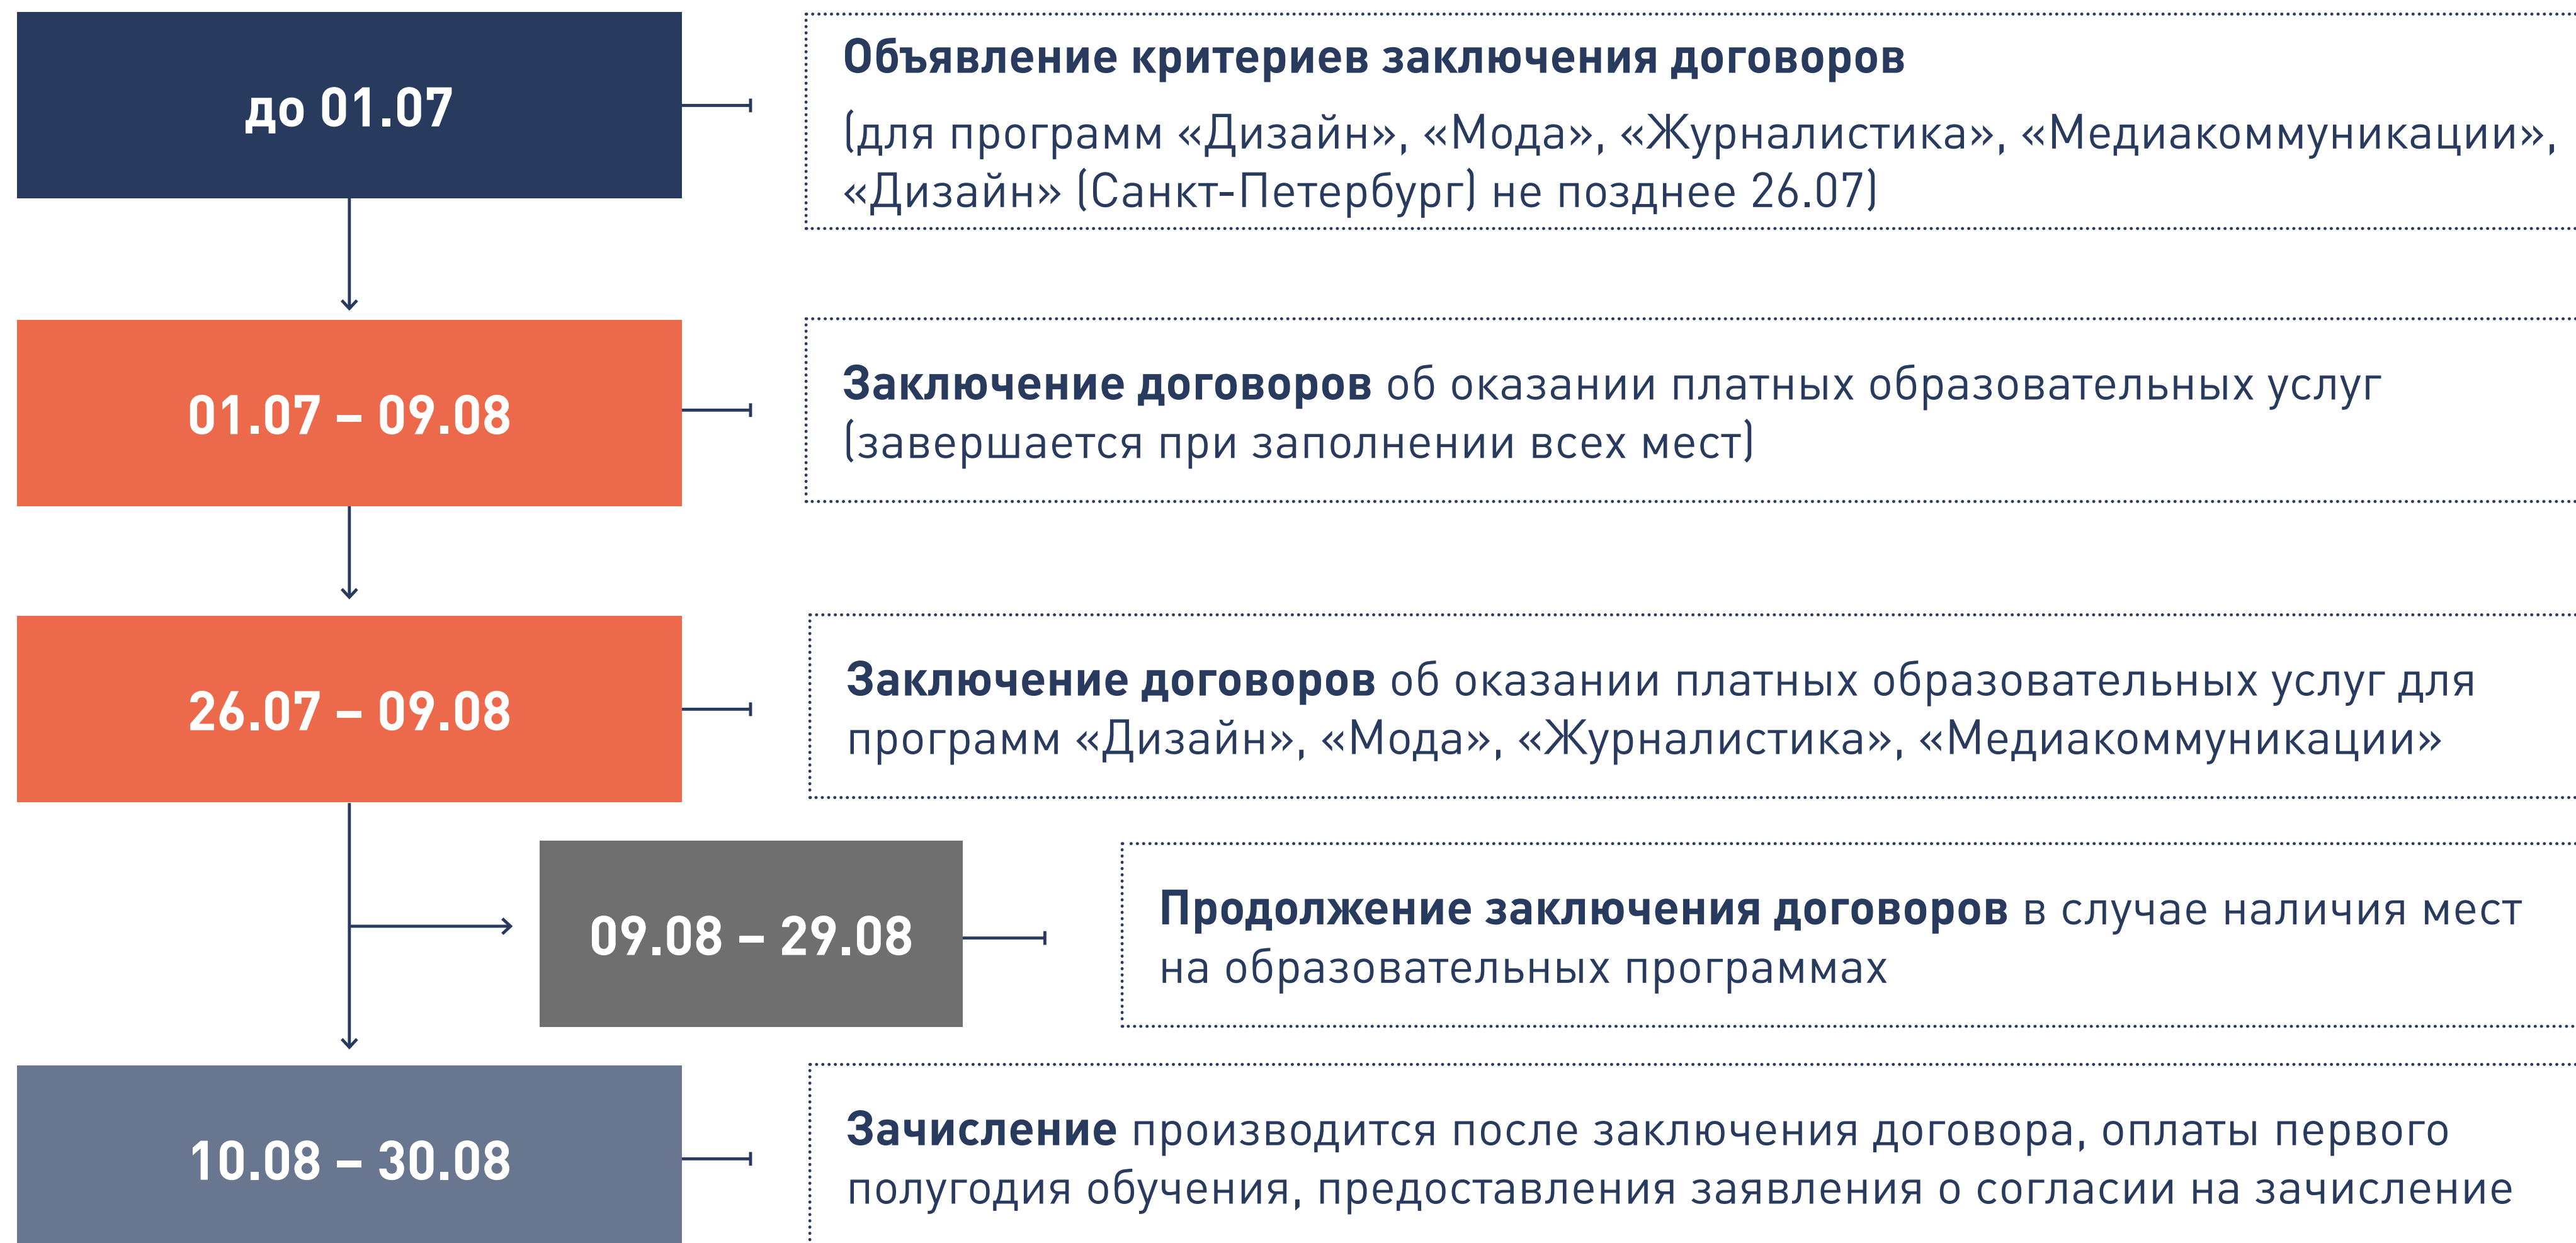 до 01.07
Объявление критериев заключения договоров
(для программ «Дизайн», «Мода», «Журналистика», «Медиакоммуникации»,
«Дизайн» (Санкт-Петербург) не позднее 26.07)
01.07 – 09.08
Заключение договоров об оказании платных образовательных услуг
(завершается при заполнении всех мест)
26.07 – 09.08
Заключение договоров об оказании платных образовательных услуг для
программ «Дизайн», «Мода», «Журналистика», «Медиакоммуникации»
09.08 – 29.08
Продолжение заключения договоров в случае наличия мест
на образовательных программах
10.08 – 30.08
Зачисление производится после заключения договора, оплаты первого
полугодия обучения, предоставления заявления о согласии на зачисление